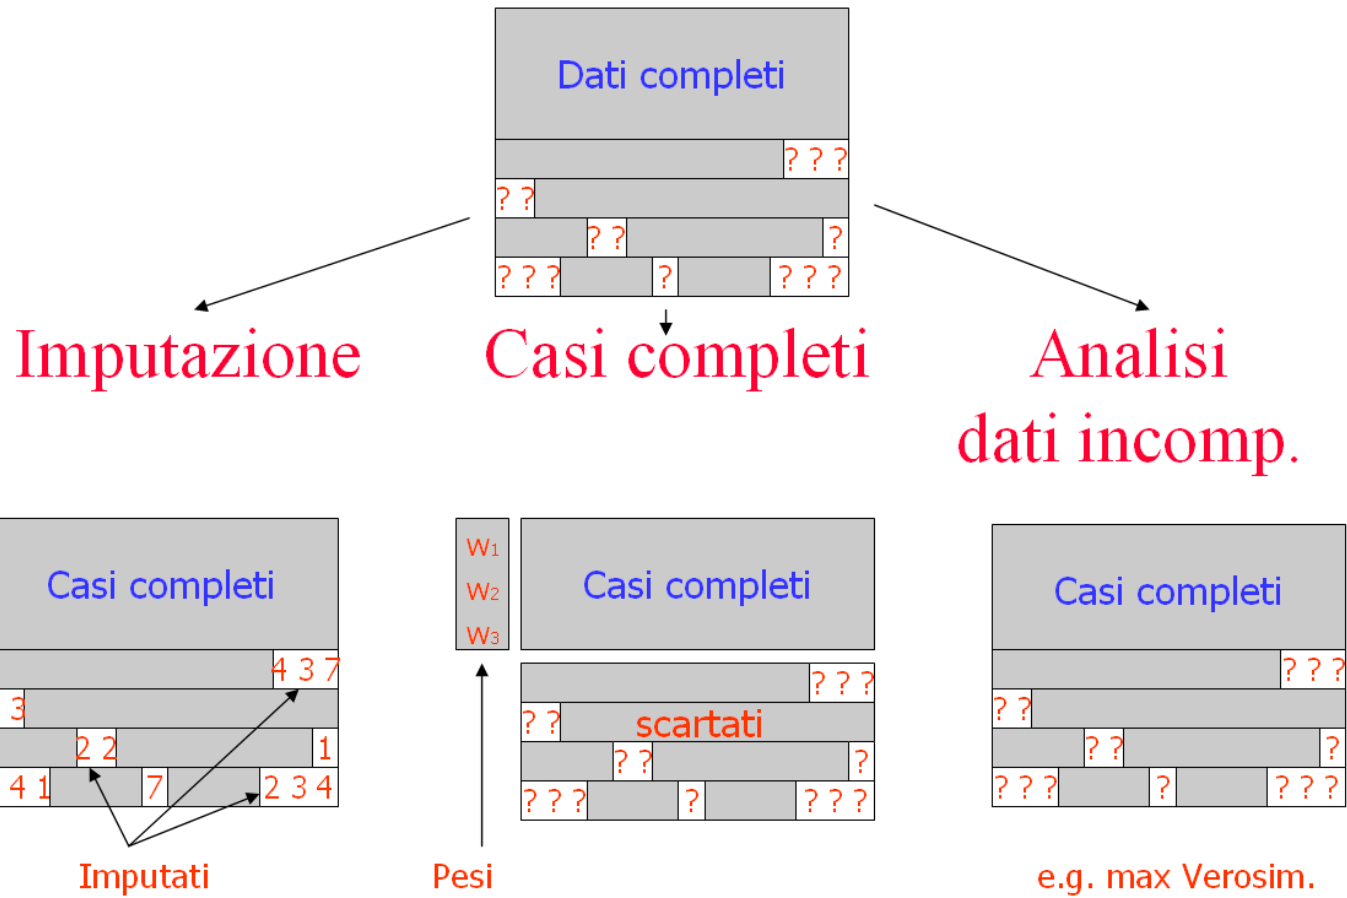 Dati completi
? ? ?
? ?
? ? ?
? ? ? ? ? ? ?
Imputazione Casi completi Analisi
dati incomp.
Casi completi
4 3 7
3
2 2 1
4 1 7 2 3 4
Imputati
W1
W2
W3
Pesi
Casi completi
? ? ?
? ? scartati
? ? ?
? ? ? ? ? ? ?
Casi completi
? ? ?
? ?
? ? ?
? ? ? ? ? ? ?
e.g. max Verosim.